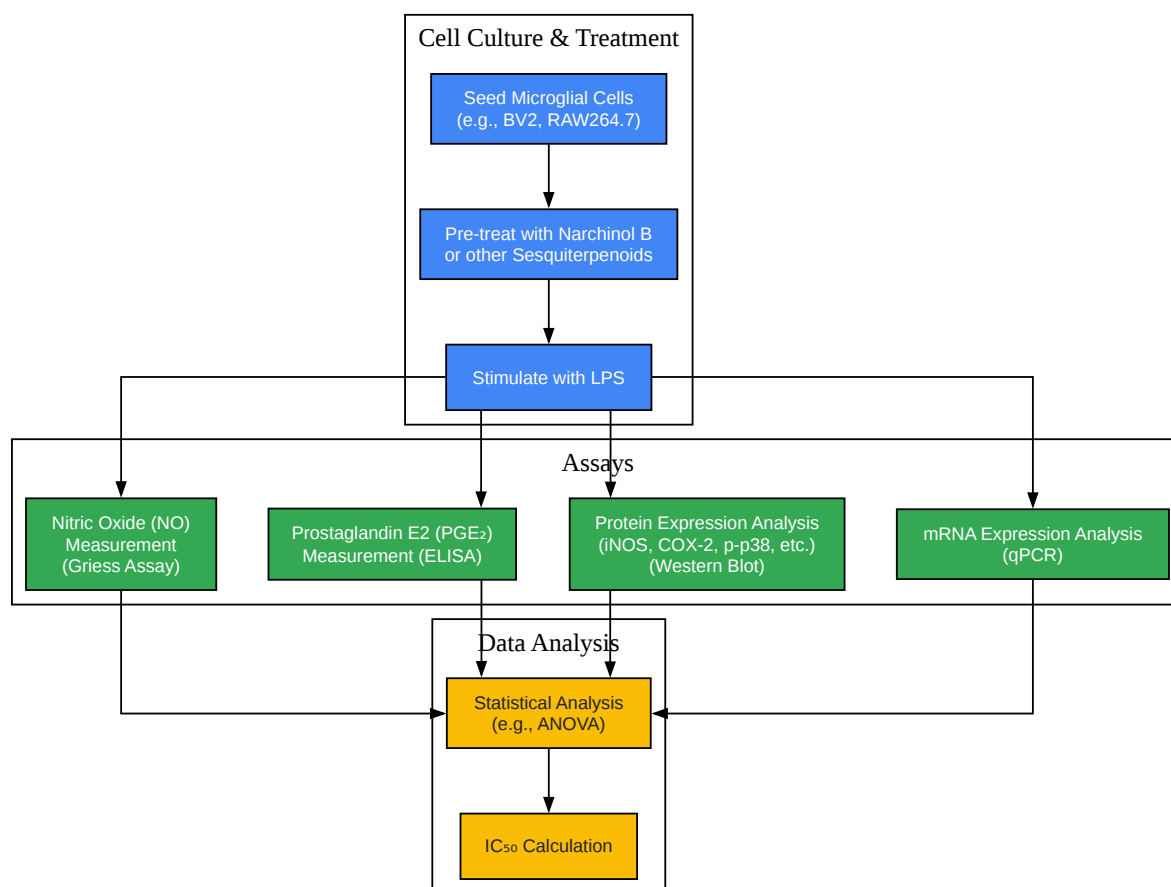 Cell Culture & Treatment
Seed Microglial Cells
(e.g., BV2, RAW264.7)
Pre-treat with Narchinol B
or other Sesquiterpenoids
Stimulate with LPS
Assays
Nitric Oxide (NO)
Measurement
(Griess Assay)
Prostaglandin E2 (PGE₂)
Measurement (ELISA)
Protein Expression Analysis
(iNOS, COX-2, p-p38, etc.)
(Western Blot)
mRNA Expression Analysis
(qPCR)
Data Analysis
Statistical Analysis
(e.g., ANOVA)
IC₅₀ Calculation